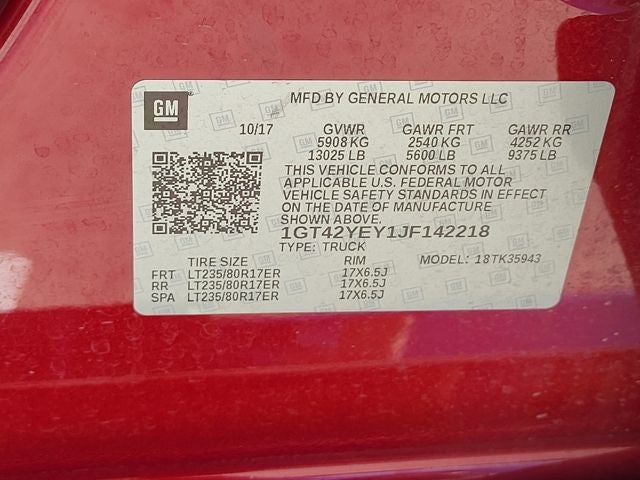 GM MFD BY GENERAL MOTORS LLC
10/17 GVWR GAWR FRT GAWR RR
5908 KG 2540 KG 4252 KG
13025 LB 5600 LB 9375 LB
THIS VEHICLE CONFORMS TO ALL
APPLICABLE U.S. FEDERAL MOTOR
VEHICLE SAFETY STANDARDS IN EFFECT
ON THE DATE OF MANUFACTURE
SHOWN ABOVE.
1GT42YEY1JF142218
TYPE: TRUCK
TIRE SIZE RIM MODEL: 18TK35943
FRT LT235/80R17ER 17X6.5J
RR LT235/80R17ER 17X6.5J
SPA LT235/80R17ER 17X6.5J